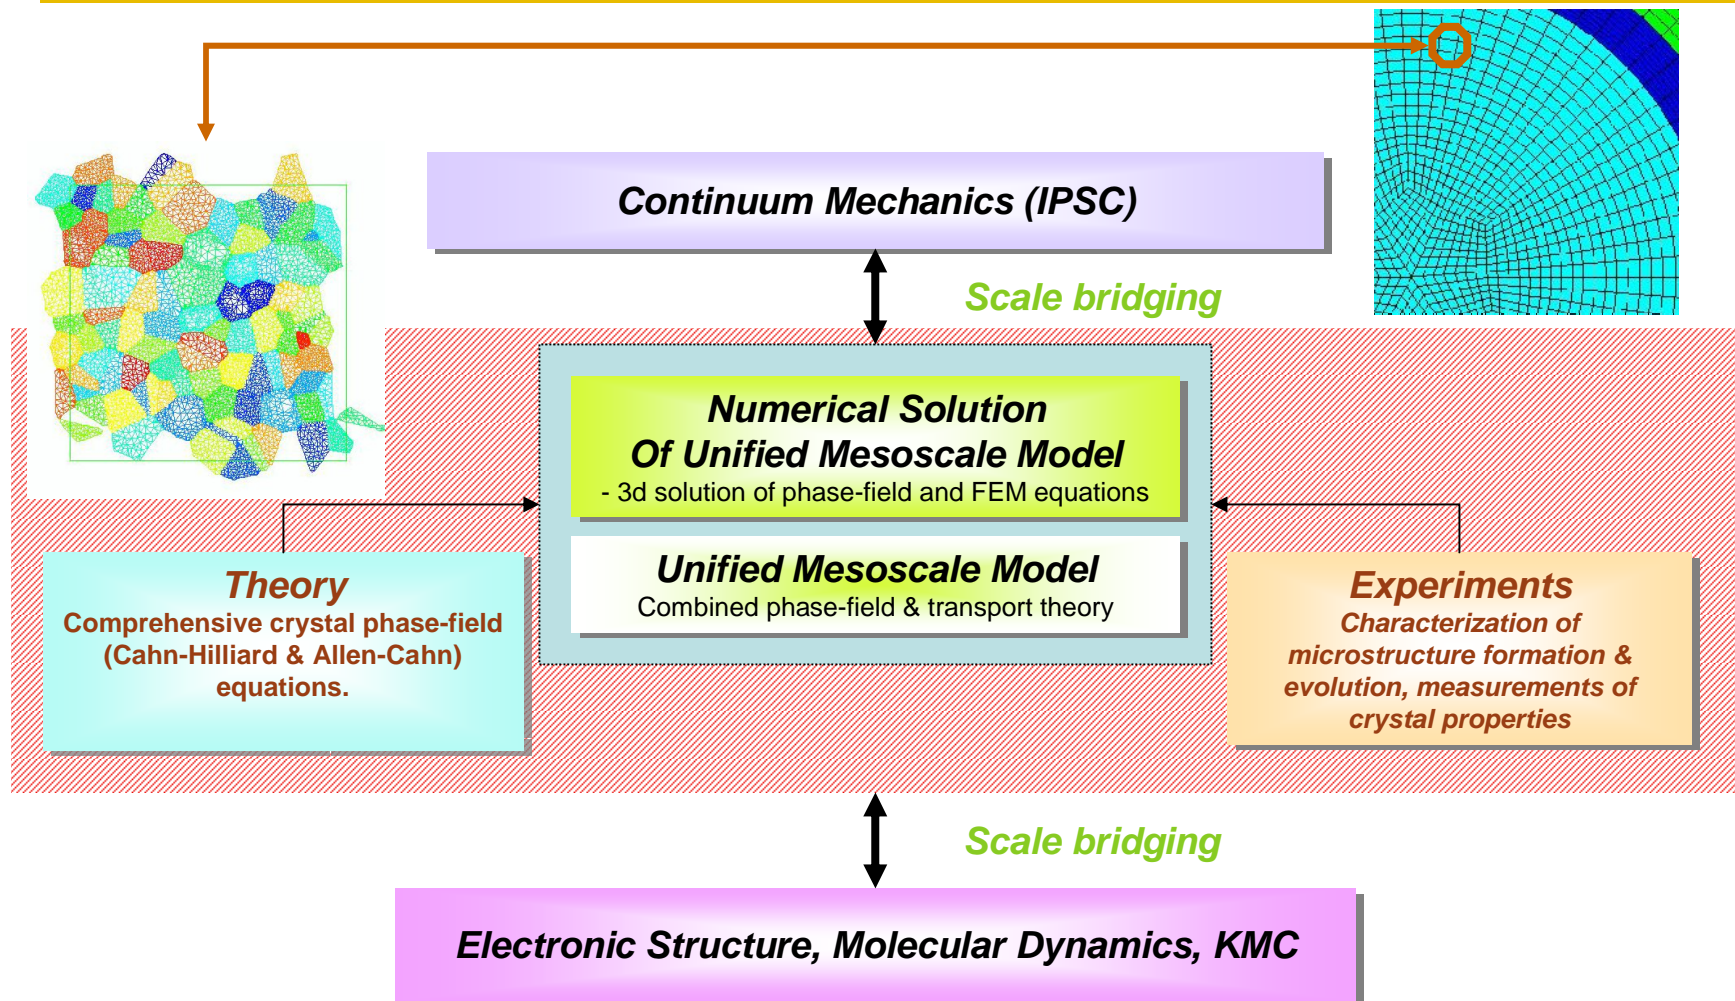 Continuum Mechanics (IPSC)
Scale bridging
Numerical Solution
Of Unified Mesoscale Model
- 3d solution of phase-field and FEM equations
Unified Mesoscale Model
Combined phase-field & transport theory
Theory
Comprehensive crystal phase-field
(Cahn-Hilliard & Allen-Cahn)
equations.
Experiments
Characterization of
microstructure formation &
evolution, measurements of
crystal properties
Scale bridging
Electronic Structure, Molecular Dynamics, KMC